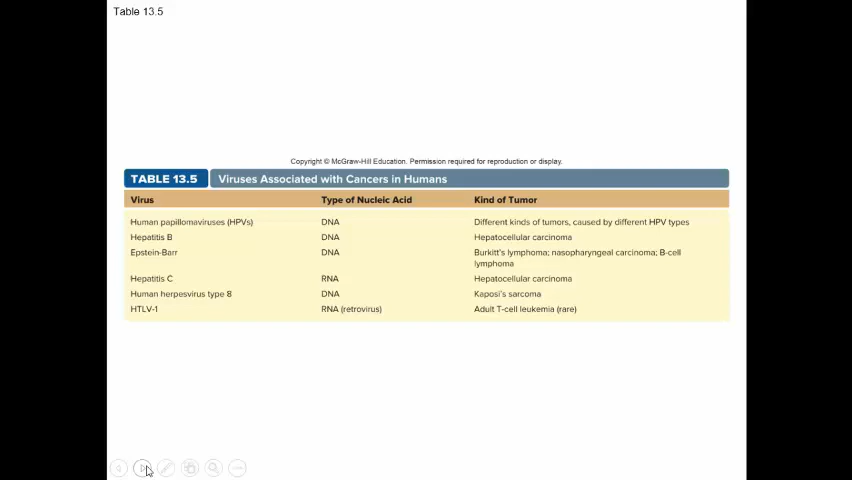 Table 13.5
Copyright © McGraw-Hill Education. Permission required for reproduction or display.
TABLE 13.5 Viruses Associated with Cancers in Humans
Virus Type of Nucleic Acid Kind of Tumor
Human papillomaviruses (HPVs) DNA Different kinds of tumors, caused by different HPV types
Hepatitis B DNA Hepatocellular carcinoma
Epstein-Barr DNA Burkitt's lymphoma; nasopharyngeal carcinoma; B-cell
lymphoma
Hepatitis C RNA Hepatocellular carcinoma
Human herpesvirus type 8 DNA Kaposi's sarcoma
HTLV-1 RNA (retrovirus) Adult T-cell leukemia (rare)